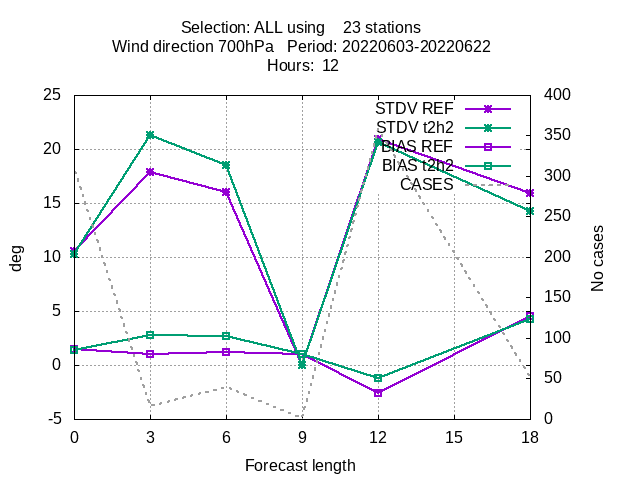 Selection: ALL using    23 stations
Wind direction 700hPa   Period: 20220603-20220622
Hours:  12
STDV REF
STDV t2h2
BIAS REF
BIAS t2h2
CASES
25
20
15
10
5
0
-5
deg
400
350
300
250
200
150
100
50
0
No cases
0 3 6 9 12 15 18
Forecast length